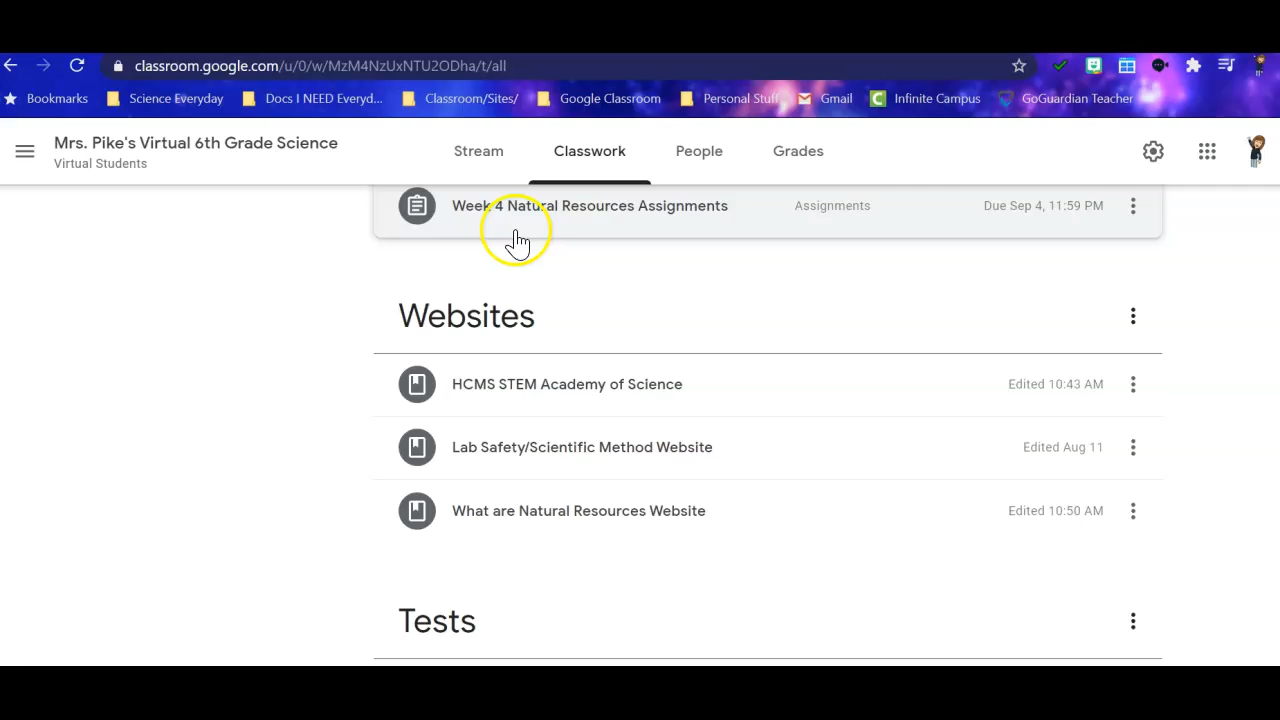 classroom.google.com/u/0/w/MzM4NzUxNTU2ODha/t/all
Bookmarks Science Everyday Docs I NEED Everyd... Classroom/Sites/ Google Classroom Personal Stuff Gmail Infinite Campus GoGuardian Teacher
Mrs. Pike's Virtual 6th Grade Science
Virtual Students
Stream Classwork People Grades
Week 4 Natural Resources Assignments Assignments Due Sep 4, 11:59 PM
Websites
HCMS STEM Academy of Science Edited 10:43 AM
Lab Safety/Scientific Method Website Edited Aug 11
What are Natural Resources Website Edited 10:50 AM
Tests